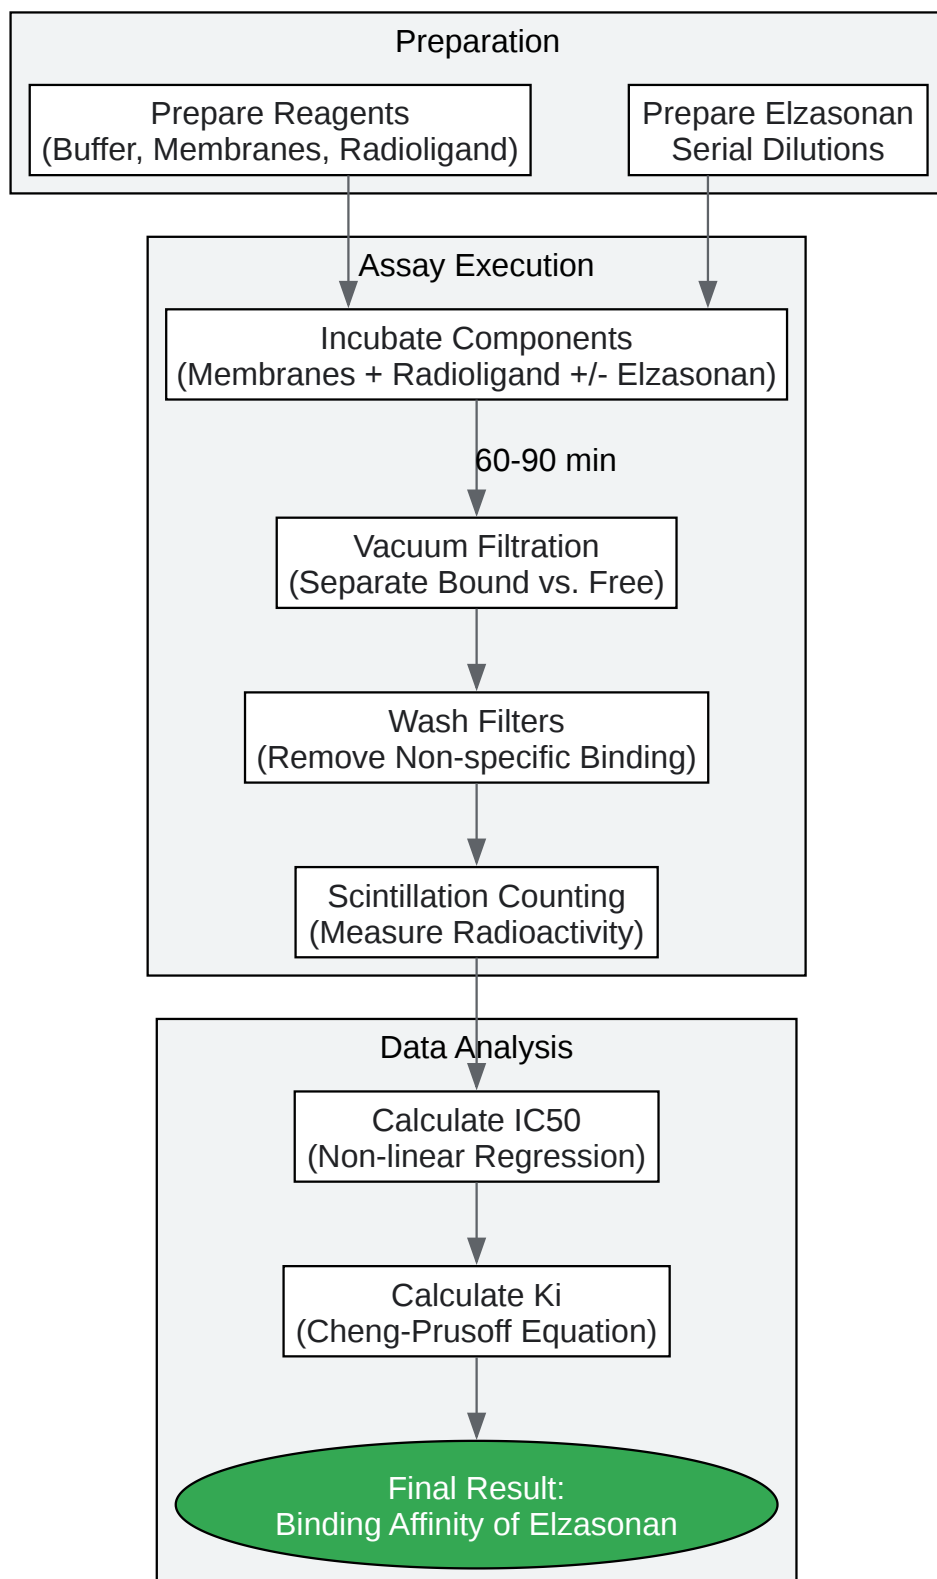 Preparation
Prepare Reagents
(Buffer, Membranes, Radioligand)
Prepare Elzasonan
Serial Dilutions
Assay Execution
Incubate Components
(Membranes + Radioligand +/- Elzasonan)
60-90 min
Vacuum Filtration
(Separate Bound vs. Free)
Wash Filters
(Remove Non-specific Binding)
Scintillation Counting
(Measure Radioactivity)
Data Analysis
Calculate IC50
(Non-linear Regression)
Calculate Ki
(Cheng-Prusoff Equation)
Final Result:
Binding Affinity of Elzasonan